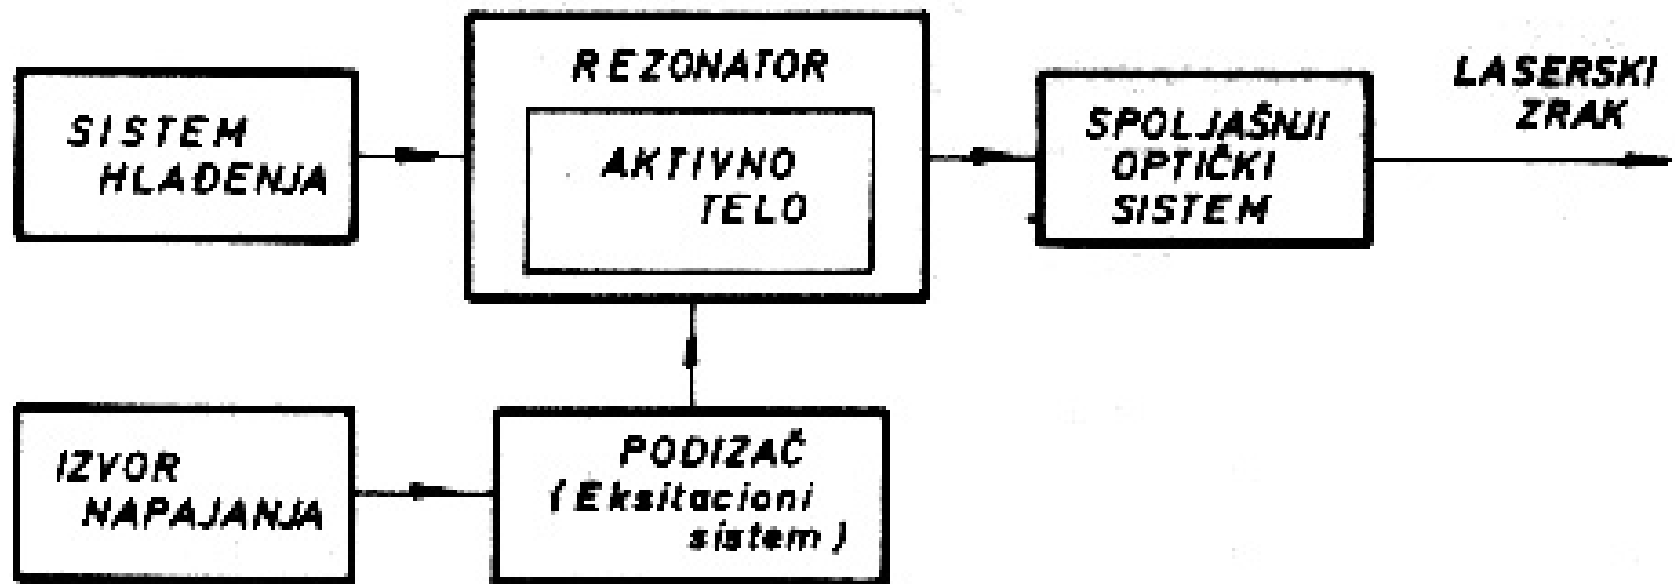 SISTEM
HLAĐENJA
REZONATOR
AKTIVNO
TELO
SPOLJAŠNJI
OPTIČKI
SISTEM
LASERSKI
ZRAK
IZVOR
NAPAJANJA
PODIZAČ
(Eksitacioni
sistem)